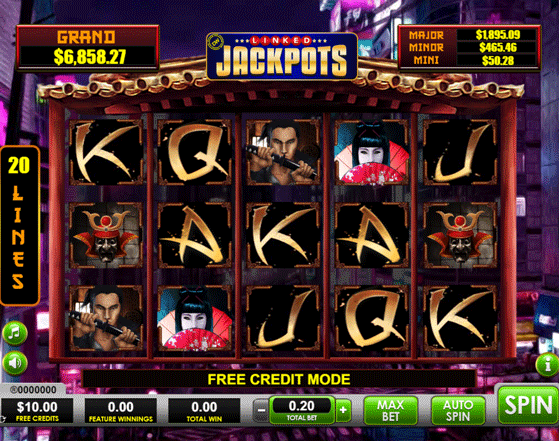 GRAND
$6,858.27
LINKED
JACKPOTS
MAJOR $1,895.09
MINOR $465.46
MINI $50.28
K Q J
A K A
J Q K
20
LINES
FREE CREDIT MODE
®0000000
$10.00
FREE CREDITS
0.00
FEATURE WINNINGS
0.00
TOTAL WIN
−
0.20
TOTAL BET
+
MAX
BET
AUTO
SPIN
SPIN
i